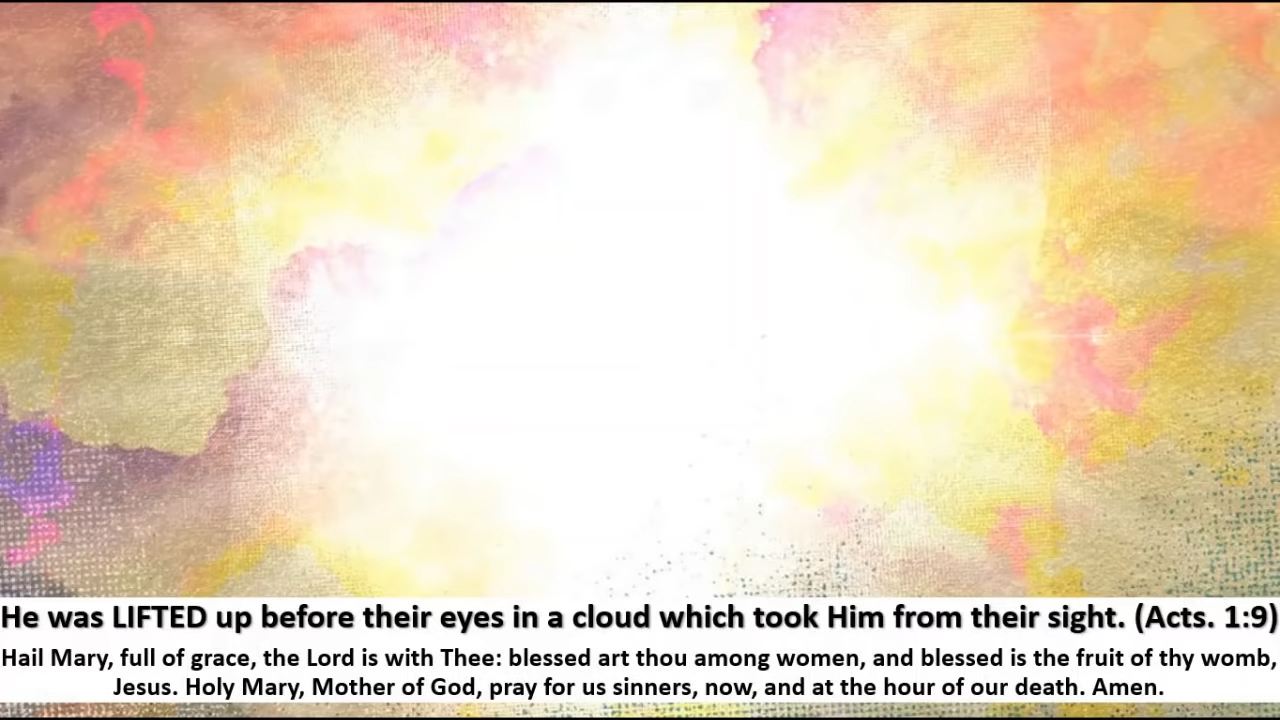 He was LIFTED up before their eyes in a cloud which took Him from their sight. (Acts. 1:9)
Hail Mary, full of grace, the Lord is with Thee: blessed art thou among women, and blessed is the fruit of thy womb,
Jesus. Holy Mary, Mother of God, pray for us sinners, now, and at the hour of our death. Amen.